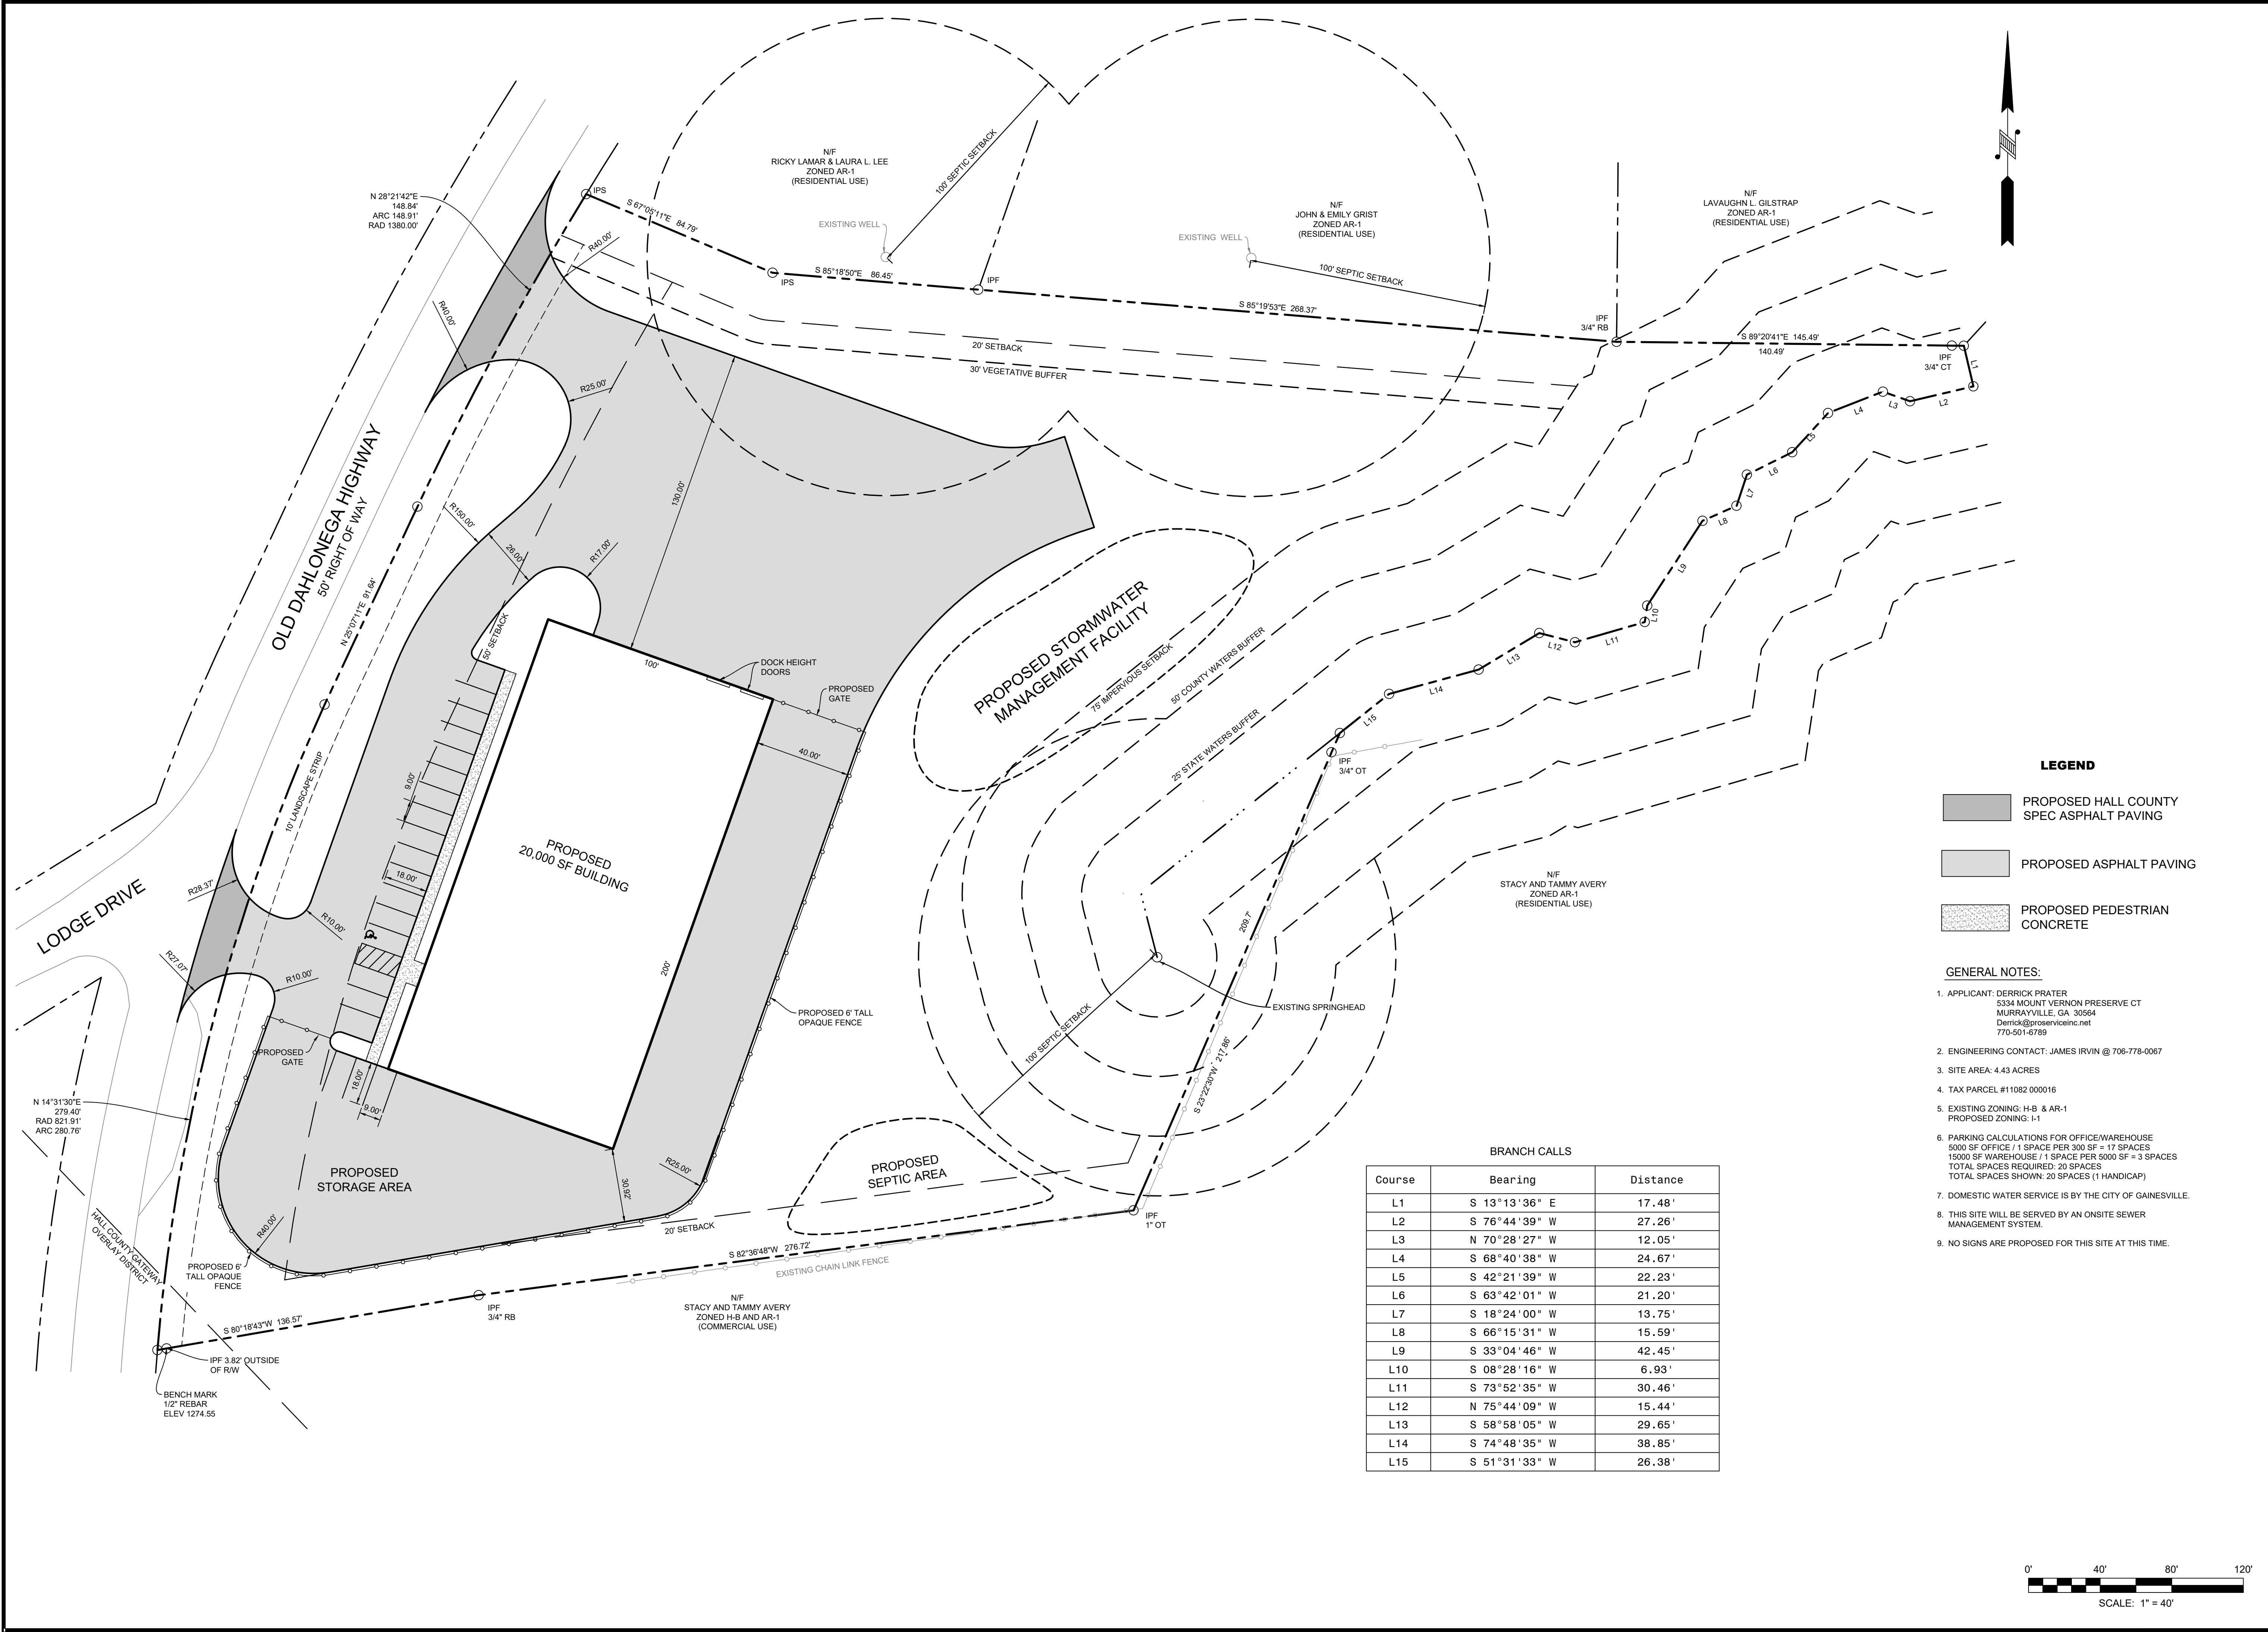 N/F
RICKY LAMAR & LAURA L. LEE
ZONED AR-1
(RESIDENTIAL USE)
100' SEPTIC SETBACK
EXISTING WELL
N/F
JOHN & EMILY GRIST
ZONED AR-1
(RESIDENTIAL USE)
EXISTING WELL
100' SEPTIC SETBACK
N/F
LAVAUGHN L. GILSTRAP
ZONED AR-1
(RESIDENTIAL USE)
N 28°21'42"E
148.84'
ARC 148.91'
RAD 1380.00'
IPS
S 67°05'11"E 84.79'
IPS
S 85°18'50"E 86.45'
IPF
S 85°19'53"E 268.37'
IPF
3/4" RB
S 89°20'41"E 145.49'
140.49'
IPF
3/4" CT
L1
L2
L3
L4
L5
L6
L7
L8
L9
L10
L11
L12
L13
L14
L15
R40.00'
R40.00'
R25.00'
20' SETBACK
30' VEGETATIVE BUFFER
130.00'
R150.00'
26.00'
R17.00'
OLD DAHLONEGA HIGHWAY
50' RIGHT OF WAY
N 25°07'11"E 91.64'
50' SETBACK
100'
DOCK HEIGHT
DOORS
PROPOSED
GATE
40.00'
PROPOSED STORMWATER
MANAGEMENT FACILITY
75' IMPERVIOUS SETBACK
50' COUNTY WATERS BUFFER
25' STATE WATERS BUFFER
IPF
3/4" OT
10' LANDSCAPE STRIP
9.00'
18.00'
PROPOSED
20,000 SF BUILDING
200'
LODGE DRIVE
R28.37'
R10.00'
R27.07'
R10.00'
PROPOSED
GATE
18.00'
9.00'
PROPOSED 6' TALL
OPAQUE FENCE
209.7'
N/F
STACY AND TAMMY AVERY
ZONED AR-1
(RESIDENTIAL USE)
EXISTING SPRINGHEAD
100' SEPTIC SETBACK
S 23°22'30"W 217.86'
N 14°31'30"E
279.40'
RAD 821.91'
ARC 280.76'
PROPOSED
STORAGE AREA
R25.00'
30.92'
PROPOSED
SEPTIC AREA
20' SETBACK
IPF
1" OT
S 82°36'48"W 276.72'
EXISTING CHAIN LINK FENCE
R40.00'
PROPOSED 6'
TALL OPAQUE
FENCE
HALL COUNTY GATEWAY
OVERLAY DISTRICT
IPF
3/4" RB
N/F
STACY AND TAMMY AVERY
ZONED H-B AND AR-1
(COMMERCIAL USE)
S 80°18'43"W 136.57'
IPF 3.82' OUTSIDE
OF R/W
BENCH MARK
1/2" REBAR
ELEV 1274.55
BRANCH CALLS
Course Bearing Distance
L1 S 13°13'36" E 17.48'
L2 S 76°44'39" W 27.26'
L3 N 70°28'27" W 12.05'
L4 S 68°40'38" W 24.67'
L5 S 42°21'39" W 22.23'
L6 S 63°42'01" W 21.20'
L7 S 18°24'00" W 13.75'
L8 S 66°15'31" W 15.59'
L9 S 33°04'46" W 42.45'
L10 S 08°28'16" W 6.93'
L11 S 73°52'35" W 30.46'
L12 N 75°44'09" W 15.44'
L13 S 58°58'05" W 29.65'
L14 S 74°48'35" W 38.85'
L15 S 51°31'33" W 26.38'
LEGEND
PROPOSED HALL COUNTY
SPEC ASPHALT PAVING
PROPOSED ASPHALT PAVING
PROPOSED PEDESTRIAN
CONCRETE
GENERAL NOTES:
1. APPLICANT: DERRICK PRATER
5334 MOUNT VERNON PRESERVE CT
MURRAYVILLE, GA 30564
Derrick@proserviceinc.net
770-501-6789
2. ENGINEERING CONTACT: JAMES IRVIN @ 706-778-0067
3. SITE AREA: 4.43 ACRES
4. TAX PARCEL #11082 000016
5. EXISTING ZONING: H-B & AR-1
PROPOSED ZONING: I-1
6. PARKING CALCULATIONS FOR OFFICE/WAREHOUSE
5000 SF OFFICE / 1 SPACE PER 300 SF = 17 SPACES
15000 SF WAREHOUSE / 1 SPACE PER 5000 SF = 3 SPACES
TOTAL SPACES REQUIRED: 20 SPACES
TOTAL SPACES SHOWN: 20 SPACES (1 HANDICAP)
7. DOMESTIC WATER SERVICE IS BY THE CITY OF GAINESVILLE.
8. THIS SITE WILL BE SERVED BY AN ONSITE SEWER
MANAGEMENT SYSTEM.
9. NO SIGNS ARE PROPOSED FOR THIS SITE AT THIS TIME.
0' 40' 80' 120'
SCALE: 1" = 40'